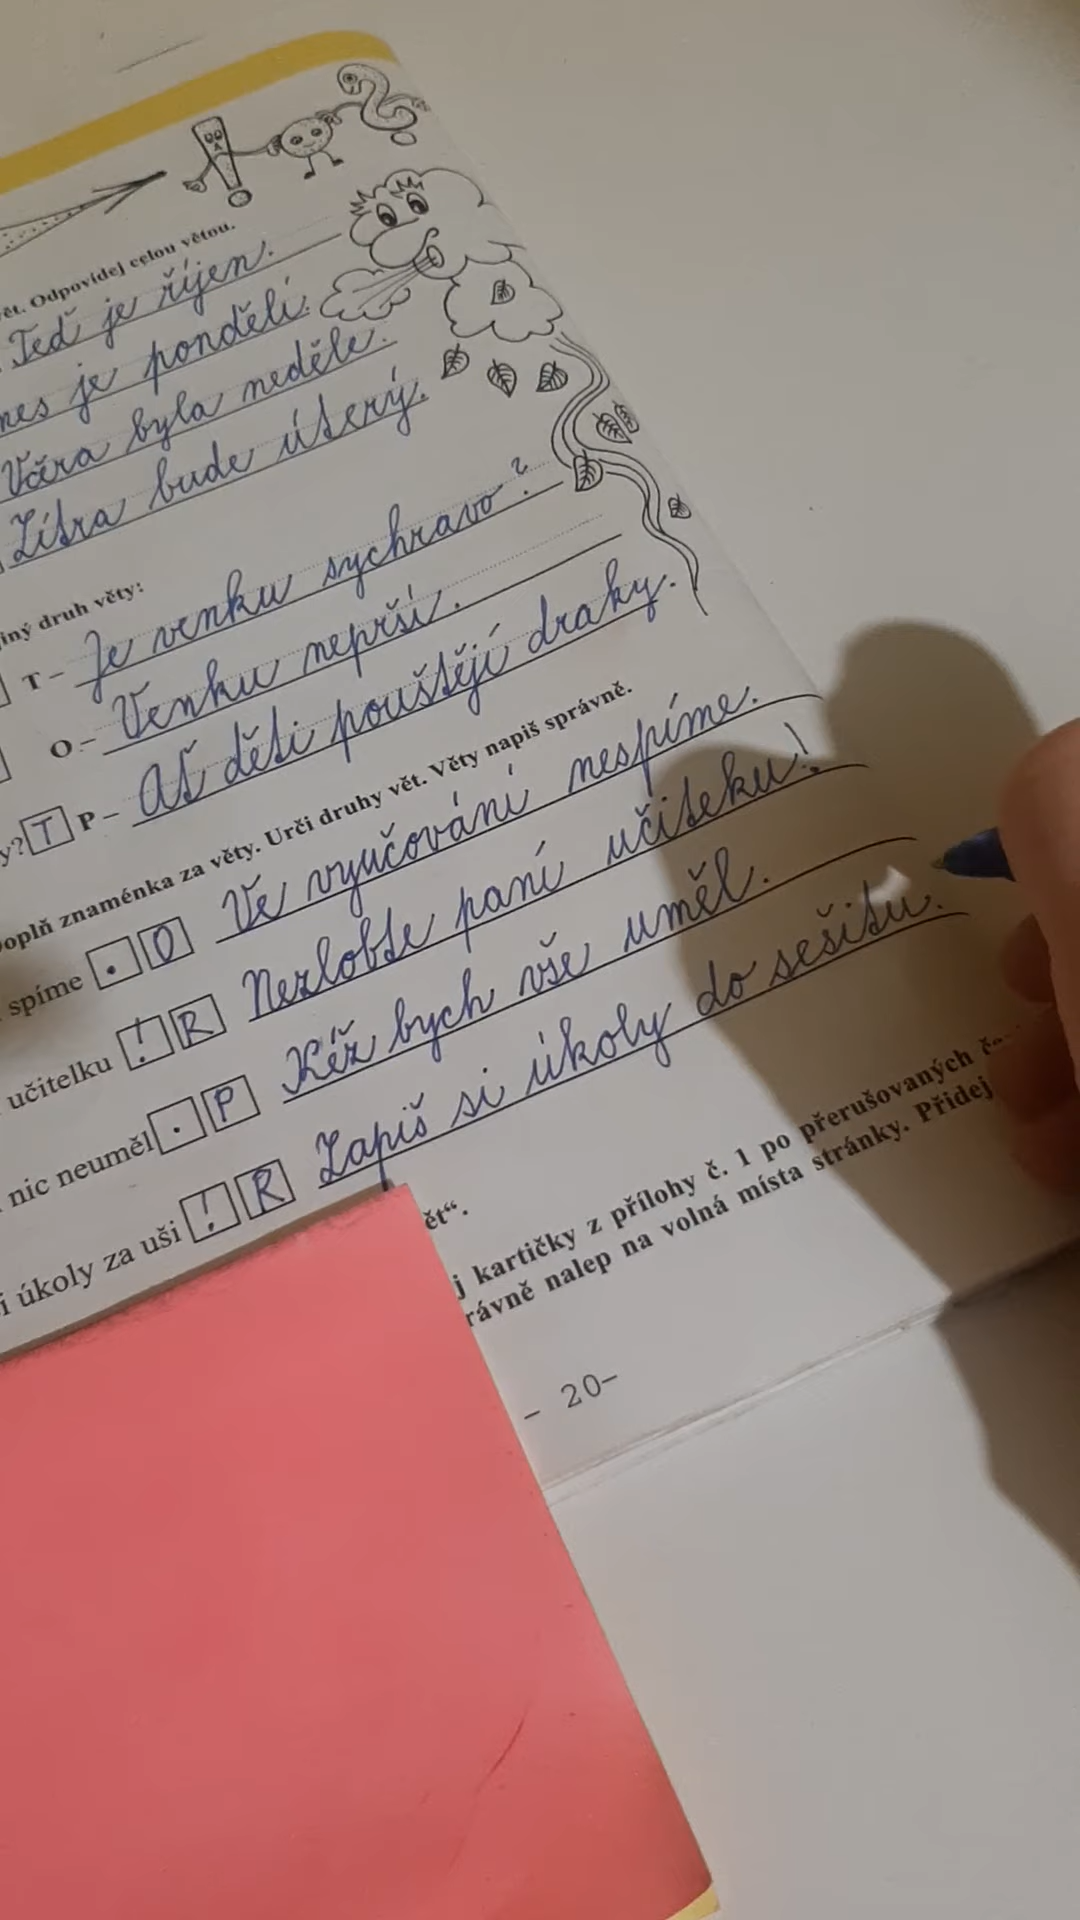 ět. Odpovídej celou větou.
Teď je říjen.
nes je pondělí.
Včera byla neděle.
Zítra bude úterý.
iný druh věty:
T – Je venku sychravo?
O – Venku neprší.
y? T P – Ať děti pouštějí draky.
oplň znaménka za věty. Urči druhy vět. Věty napiš správně.
spíme . O Ve vyučování nespíme.
učitelku ! R Nezlobte paní učiteku!
nic neuměl . P Kéž bych vše uměl.
i úkoly za uši ! R Zapiš si úkoly do sešitu.
ět“.
j kartičky z přílohy č. 1 po přerušovaných
rávně nalep na volná místa stránky. Přidej
– 20–